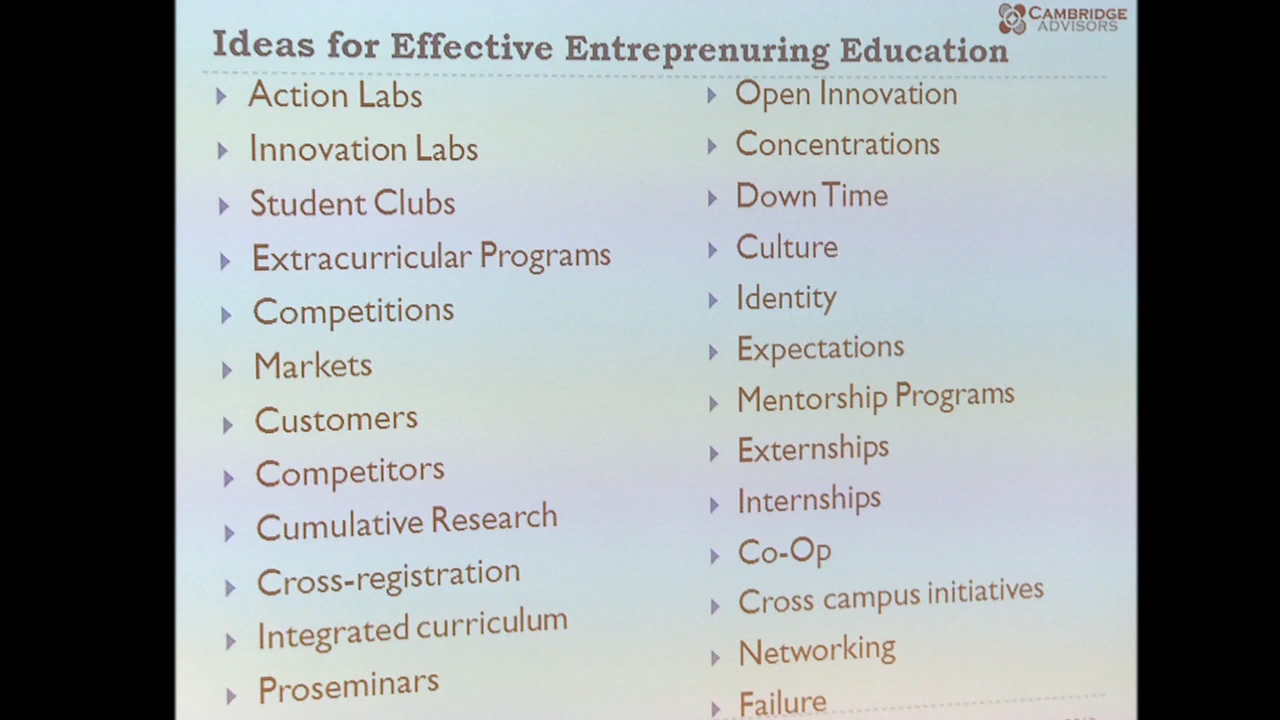 CAMBRIDGE
ADVISORS
Ideas for Effective Entreprenuring Education
Action Labs
Innovation Labs
Student Clubs
Extracurricular Programs
Competitions
Markets
Customers
Competitors
Cumulative Research
Cross-registration
Integrated curriculum
Proseminars
Open Innovation
Concentrations
Down Time
Culture
Identity
Expectations
Mentorship Programs
Externships
Internships
Co-Op
Cross campus initiatives
Networking
Failure